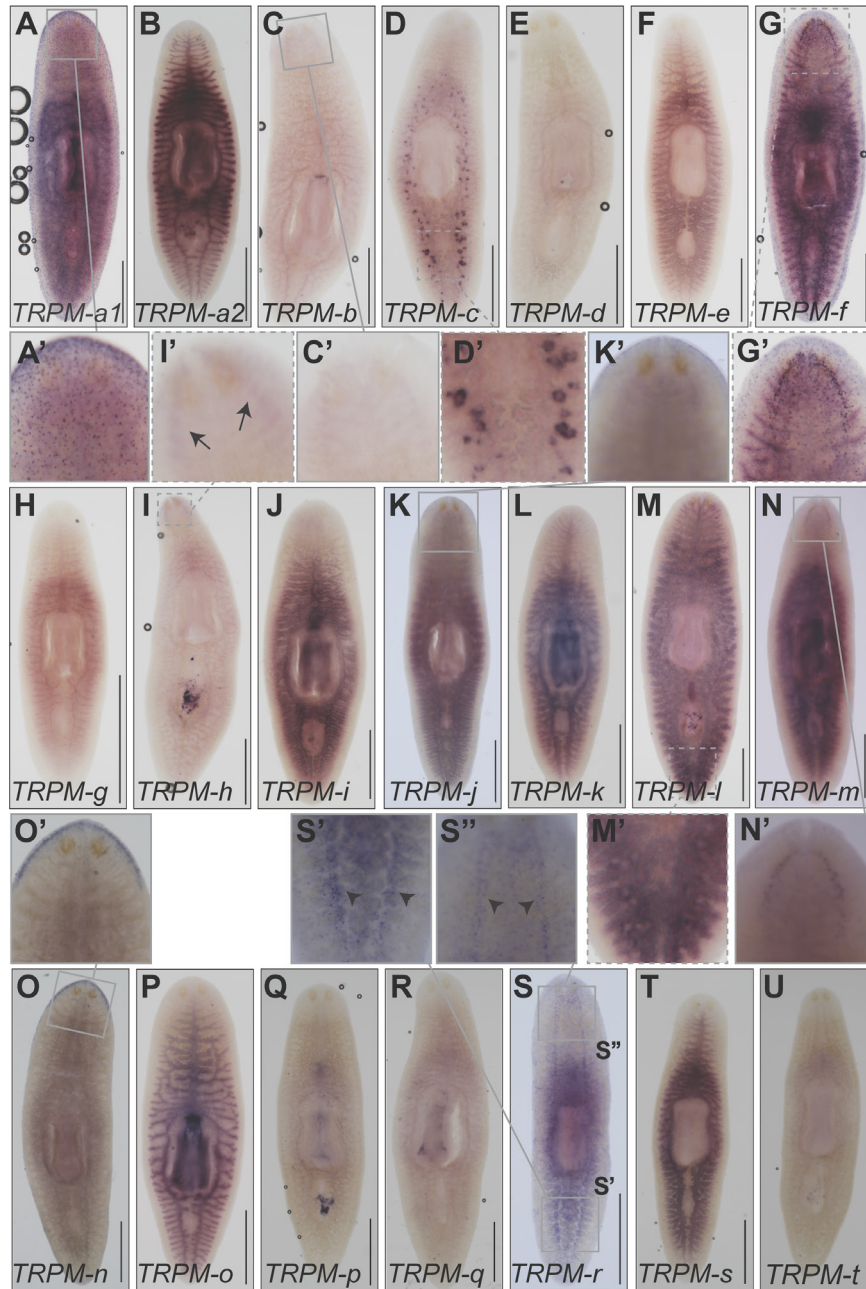 A B C D E F G
TRPM-a1 TRPM-a2 TRPM-b TRPM-c TRPM-d TRPM-e TRPM-f
A' I' C' D' K' G'
H I J K L M N
TRPM-g TRPM-h TRPM-i TRPM-j TRPM-k TRPM-l TRPM-m
O' S' S" M' N'
O P Q R S T U
S"
S'
TRPM-n TRPM-o TRPM-p TRPM-q TRPM-r TRPM-s TRPM-t